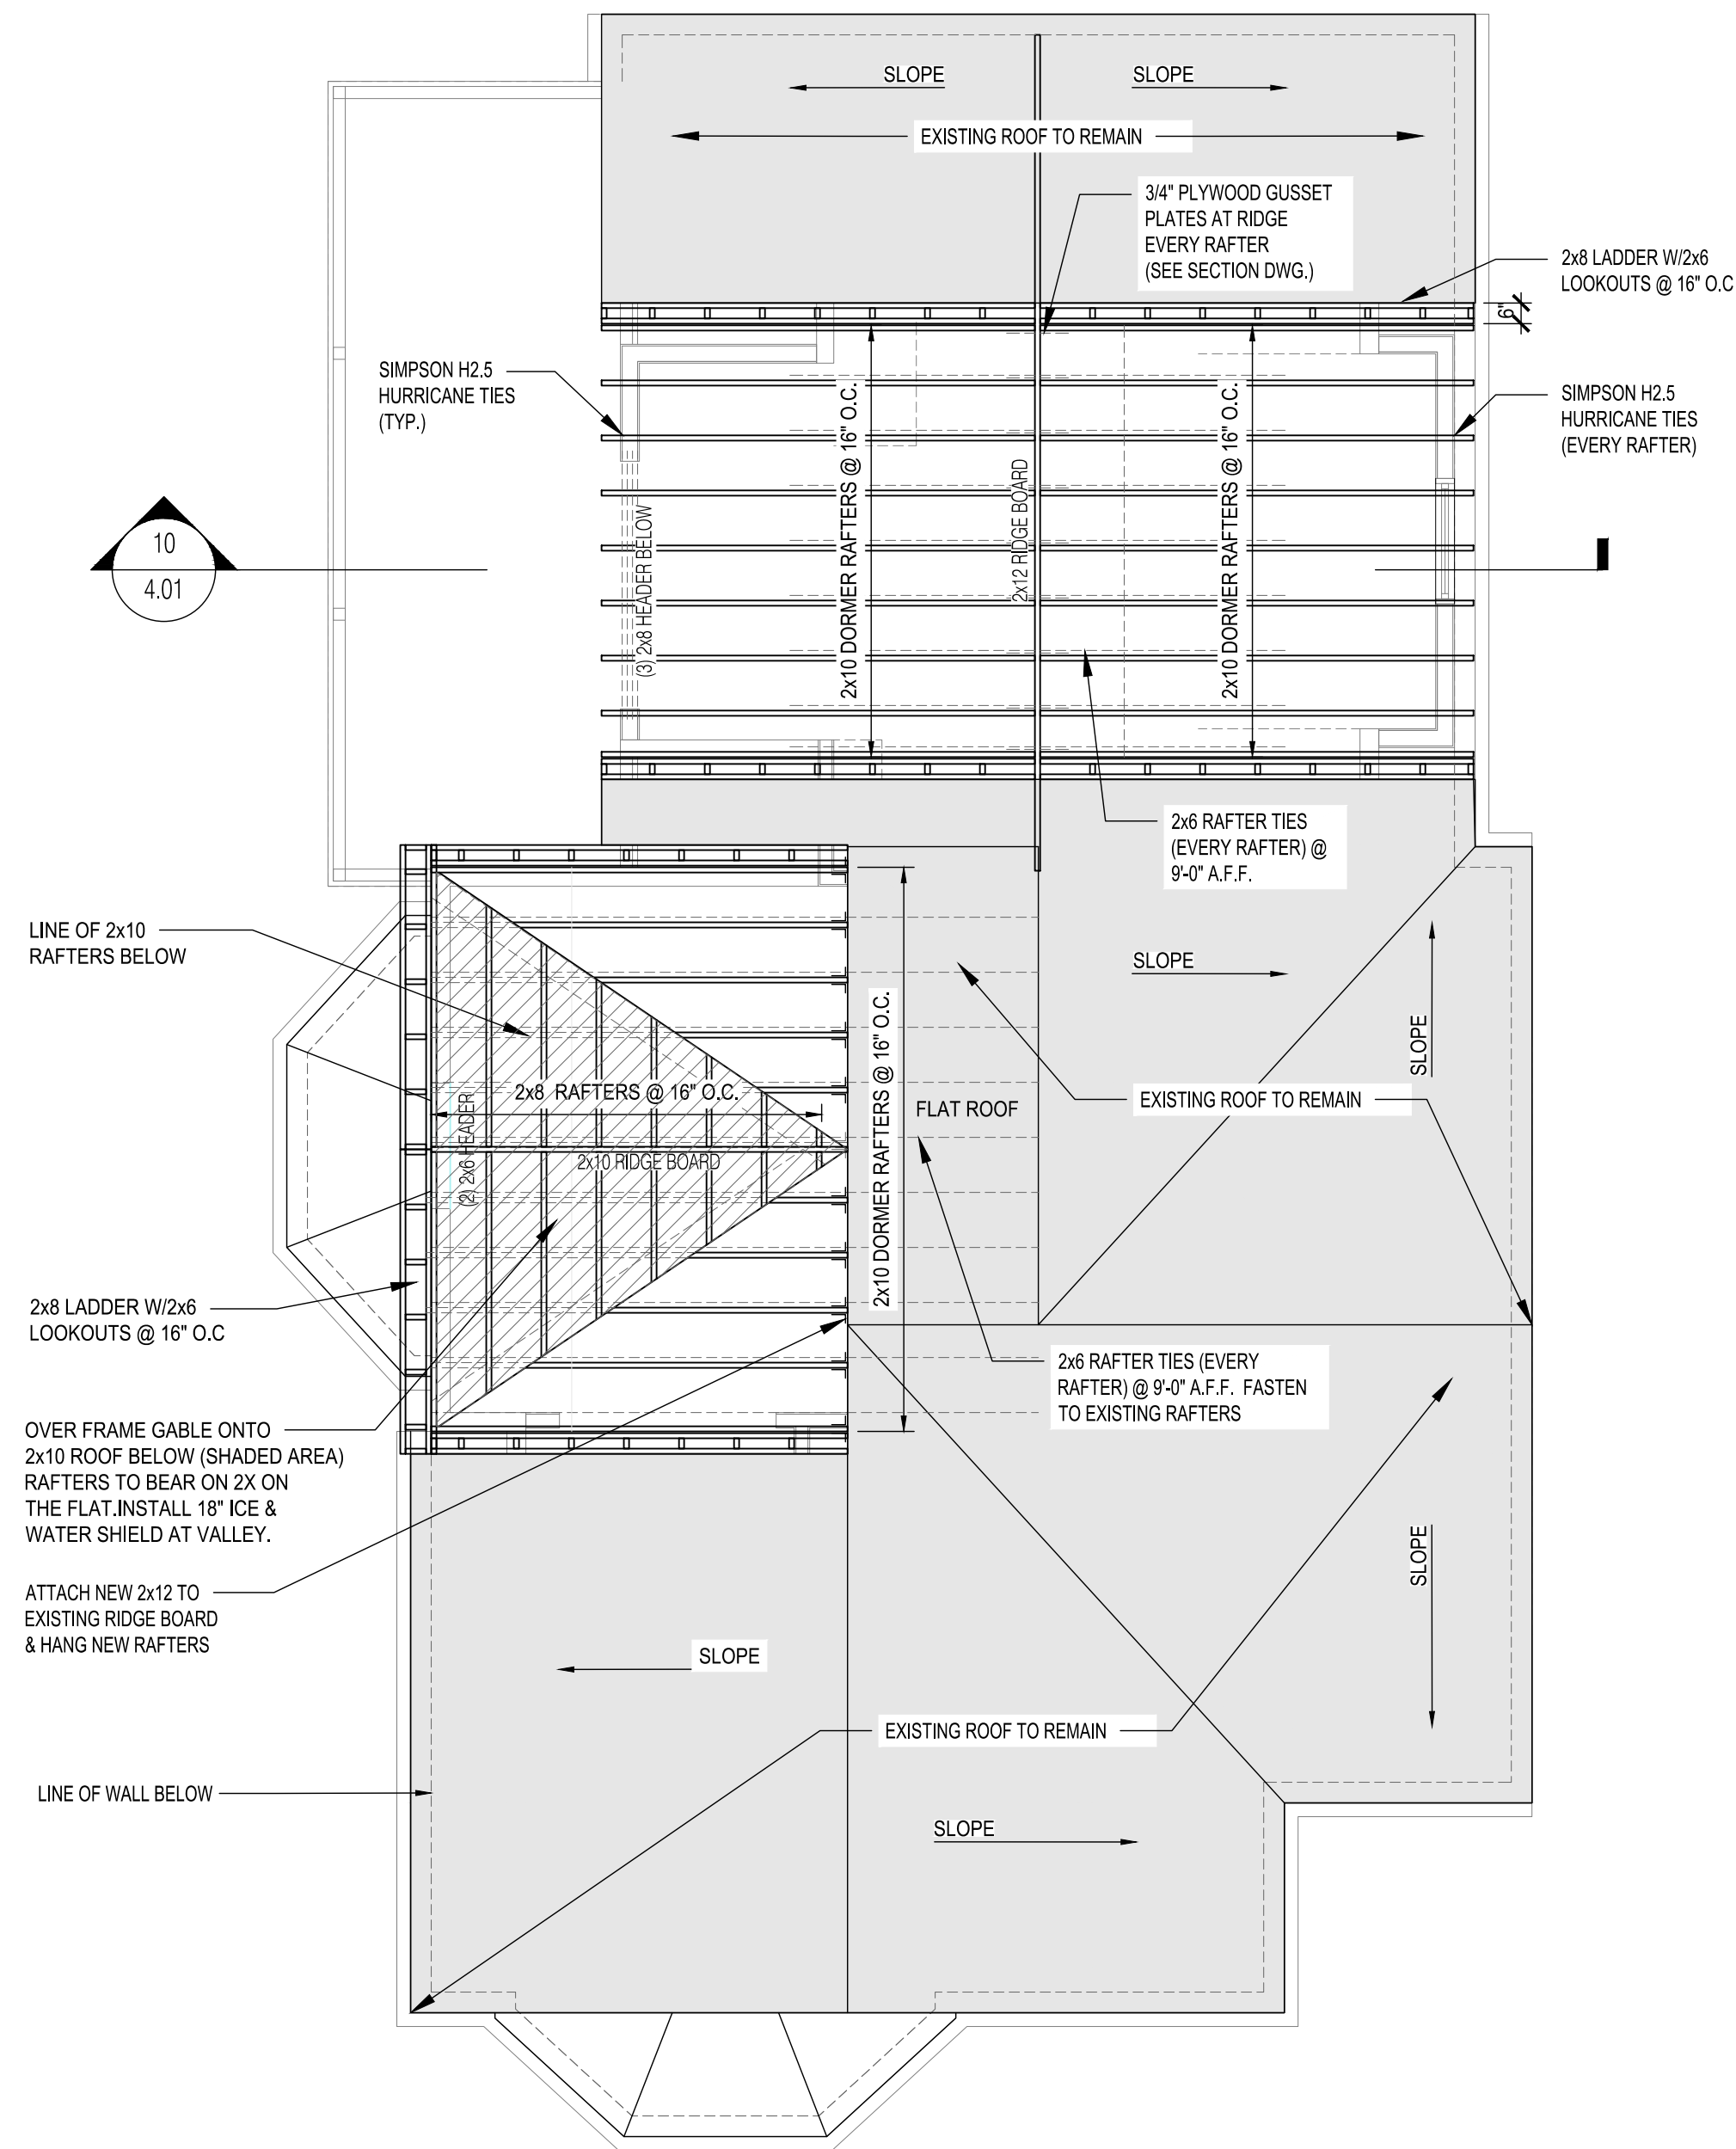 SLOPE
SLOPE
EXISTING ROOF TO REMAIN
3/4" PLYWOOD GUSSET
PLATES AT RIDGE
EVERY RAFTER
(SEE SECTION DWG.)
2x8 LADDER W/2x6
LOOKOUTS @ 16" O.C
6"
SIMPSON H2.5
HURRICANE TIES
(TYP.)
SIMPSON H2.5
HURRICANE TIES
(EVERY RAFTER)
10
4.01
(3) 2x8 HEADER BELOW
2x10 DORMER RAFTERS @ 16" O.C.
2x12 RIDGE BOARD
2x10 DORMER RAFTERS @ 16" O.C.
2x6 RAFTER TIES
(EVERY RAFTER) @
9'-0" A.F.F.
LINE OF 2x10
RAFTERS BELOW
SLOPE
SLOPE
2x8 RAFTERS @ 16" O.C.
(2) 2x6 HEADER
2x10 RIDGE BOARD
2x10 DORMER RAFTERS @ 16" O.C.
FLAT ROOF
EXISTING ROOF TO REMAIN
2x8 LADDER W/2x6
LOOKOUTS @ 16" O.C
2x6 RAFTER TIES (EVERY
RAFTER) @ 9'-0" A.F.F. FASTEN
TO EXISTING RAFTERS
OVER FRAME GABLE ONTO
2x10 ROOF BELOW (SHADED AREA)
RAFTERS TO BEAR ON 2X ON
THE FLAT.INSTALL 18" ICE &
WATER SHIELD AT VALLEY.
SLOPE
ATTACH NEW 2x12 TO
EXISTING RIDGE BOARD
& HANG NEW RAFTERS
SLOPE
EXISTING ROOF TO REMAIN
LINE OF WALL BELOW
SLOPE